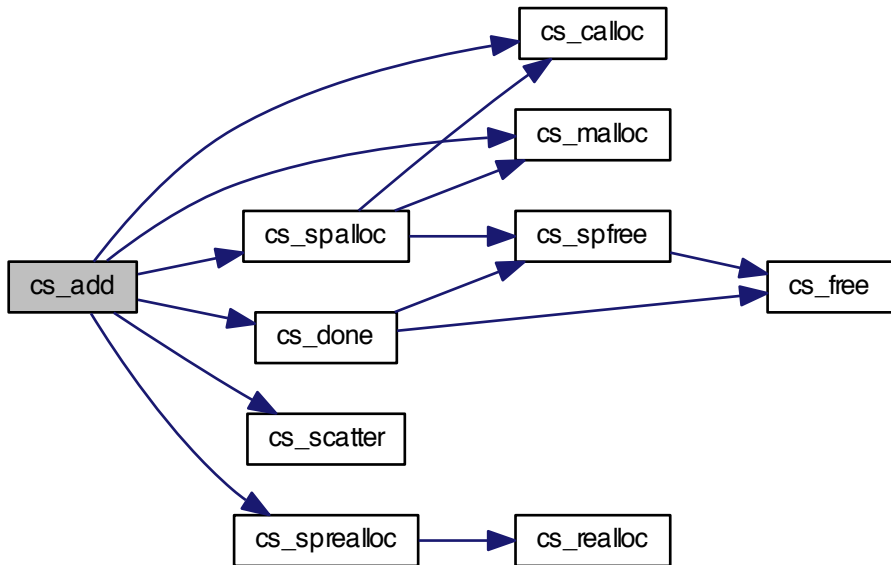 cs_calloc
cs_malloc
cs_spalloc
cs_spfree
cs_add
cs_free
cs_done
cs_scatter
cs_sprealloc
cs_realloc